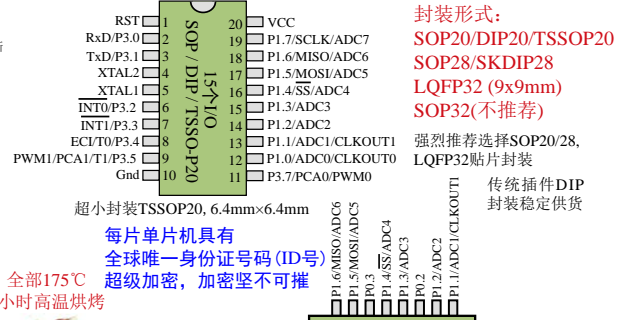 RST 1
RxD/P3.0 2
TxD/P3.1 3
XTAL2 4
XTAL1 5
INT0/P3.2 6
INT1/P3.3 7
ECI/T0/P3.4 8
PWM1/PCA1/T1/P3.5 9
Gnd 10
SOP / DIP / TSSO-P20
15个I/O
20 VCC
19 P1.7/SCLK/ADC7
18 P1.6/MISO/ADC6
17 P1.5/MOSI/ADC5
16 P1.4/SS/ADC4
15 P1.3/ADC3
14 P1.2/ADC2
13 P1.1/ADC1/CLKOUT1
12 P1.0/ADC0/CLKOUT0
11 P3.7/PCA0/PWM0
超小封装TSSOP20, 6.4mm×6.4mm
封装形式:
SOP20/DIP20/TSSOP20
SOP28/SKDIP28
LQFP32 (9x9mm)
SOP32(不推荐)
强烈推荐选择SOP20/28,
LQFP32贴片封装
传统插件DIP
封装稳定供货
每片单片机具有
全球唯一身份证号码(ID号)
超级加密，加密坚不可摧
全部175℃
小时高温烘烤
P1.6/MISO/ADC6
P1.5/MOSI/ADC5
P0.3
P1.4/SS/ADC4
P1.3/ADC3
P0.2
P1.2/ADC2
P1.1/ADC1/CLKOUT1